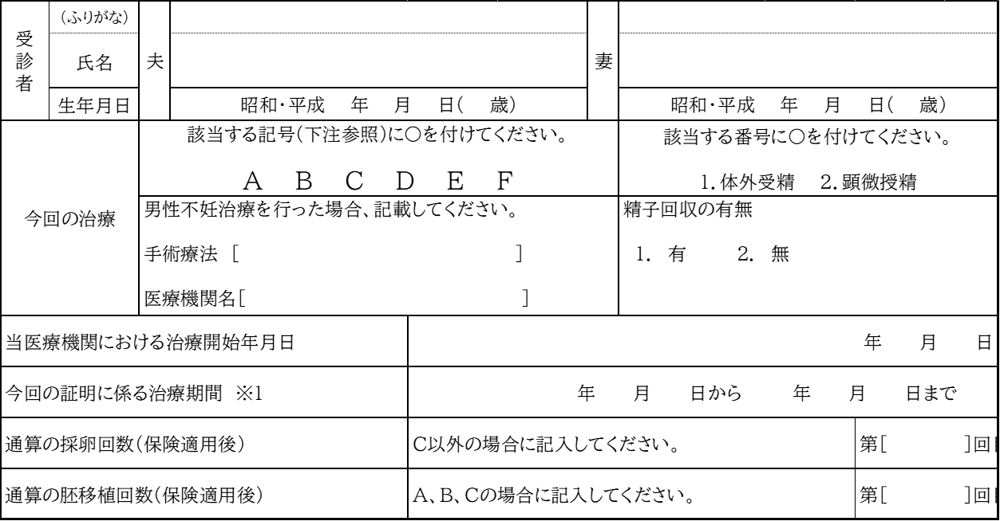 受診者
(ふりがな)
氏名
生年月日
夫
昭和・平成　年　月　日(　歳)
妻
昭和・平成　年　月　日(　歳)
今回の治療
該当する記号(下注参照)に〇を付けてください。
A　B　C　D　E　F
該当する番号に〇を付けてください。
1.体外受精　2.顕微授精
男性不妊治療を行った場合、記載してください。
手術療法　[　　　　]
医療機関名[　　　　]
精子回収の有無
1.　有　　2.　無
当医療機関における治療開始年月日
年　月　日
今回の証明に係る治療期間　※1
年　月　日から　年　月　日まで
通算の採卵回数(保険適用後)
C以外の場合に記入してください。
第[　　]回
通算の胚移植回数(保険適用後)
A、B、Cの場合に記入してください。
第[　　]回